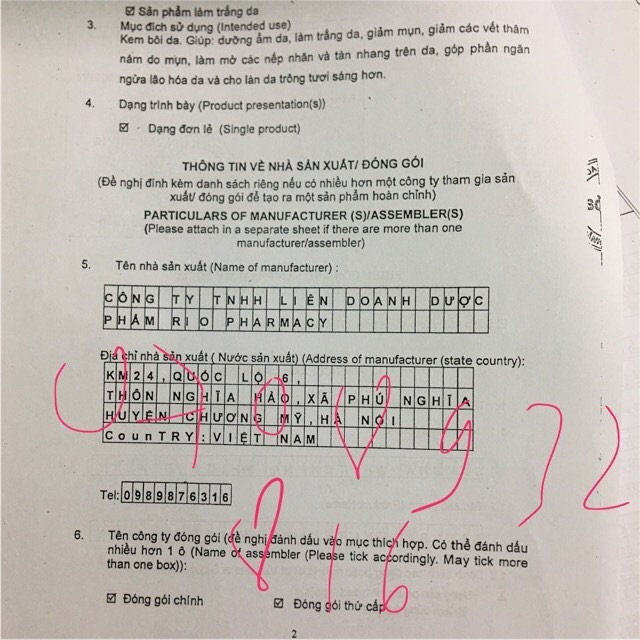 ☑ Sản phẩm làm trắng da
3. Mục đích sử dụng (Intended use)
Kem bôi da. Giúp: dưỡng ẩm da, làm trắng da, giảm mụn, giảm các vết thâm
nám do mụn, làm mờ các nếp nhăn và tàn nhang trên da, góp phần ngăn
ngừa lão hóa da và cho làn da trông tươi sáng hơn.
4. Dạng trình bày (Product presentation(s))
☑ Dạng đơn lẻ (Single product)
THÔNG TIN VỀ NHÀ SẢN XUẤT/ ĐÓNG GÓI
(Đề nghị đính kèm danh sách riêng nếu có nhiều hơn một công ty tham gia sản
xuất/ đóng gói để tạo ra một sản phẩm hoàn chỉnh)
PARTICULARS OF MANUFACTURER (S)/ASSEMBLER(S)
(Please attach in a separate sheet if there are more than one
manufacturer/assembler)
5. Tên nhà sản xuất (Name of manufacturer) :
CÔNG TY TNHH LIÊN DOANH DƯỢC
PHẨM RIO PHARMACY
Địa chỉ nhà sản xuất ( Nước sản xuất) (Address of manufacturer (state country):
KM24, QUỐC LỘ 6,
THÔN NGHĨA HẢO, XÃ PHÚ NGHĨA
HUYỆN CHƯƠNG MỸ, HÀ NỘI
CounTRY: VIỆT NAM
32
Tel: 0989876316
816
6. Tên công ty đóng gói (đề nghị đánh dấu vào mục thích hợp. Có thể đánh dấu
nhiều hơn 1 ô (Name of assembler (Please tick accordingly. May tick more
than one box)):
☑ Đóng gói chính ☑ Đóng gói thứ cấp
2